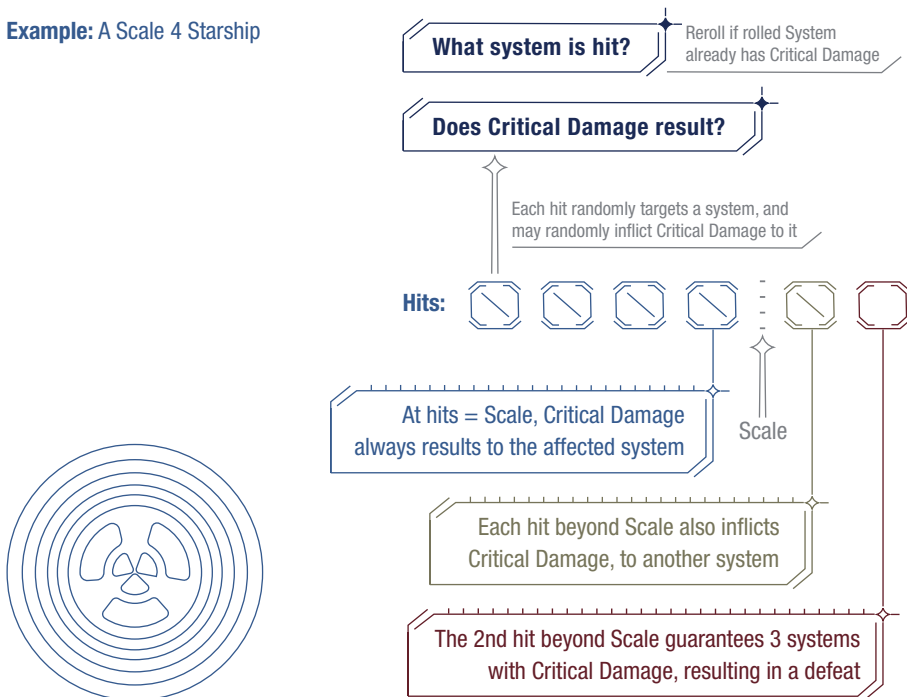 Example: A Scale 4 Starship
What system is hit?
Reroll if rolled System
already has Critical Damage
Does Critical Damage result?
Each hit randomly targets a system, and
may randomly inflict Critical Damage to it
Hits:
At hits = Scale, Critical Damage
always results to the affected system
Scale
Each hit beyond Scale also inflicts
Critical Damage, to another system
The 2nd hit beyond Scale guarantees 3 systems
with Critical Damage, resulting in a defeat